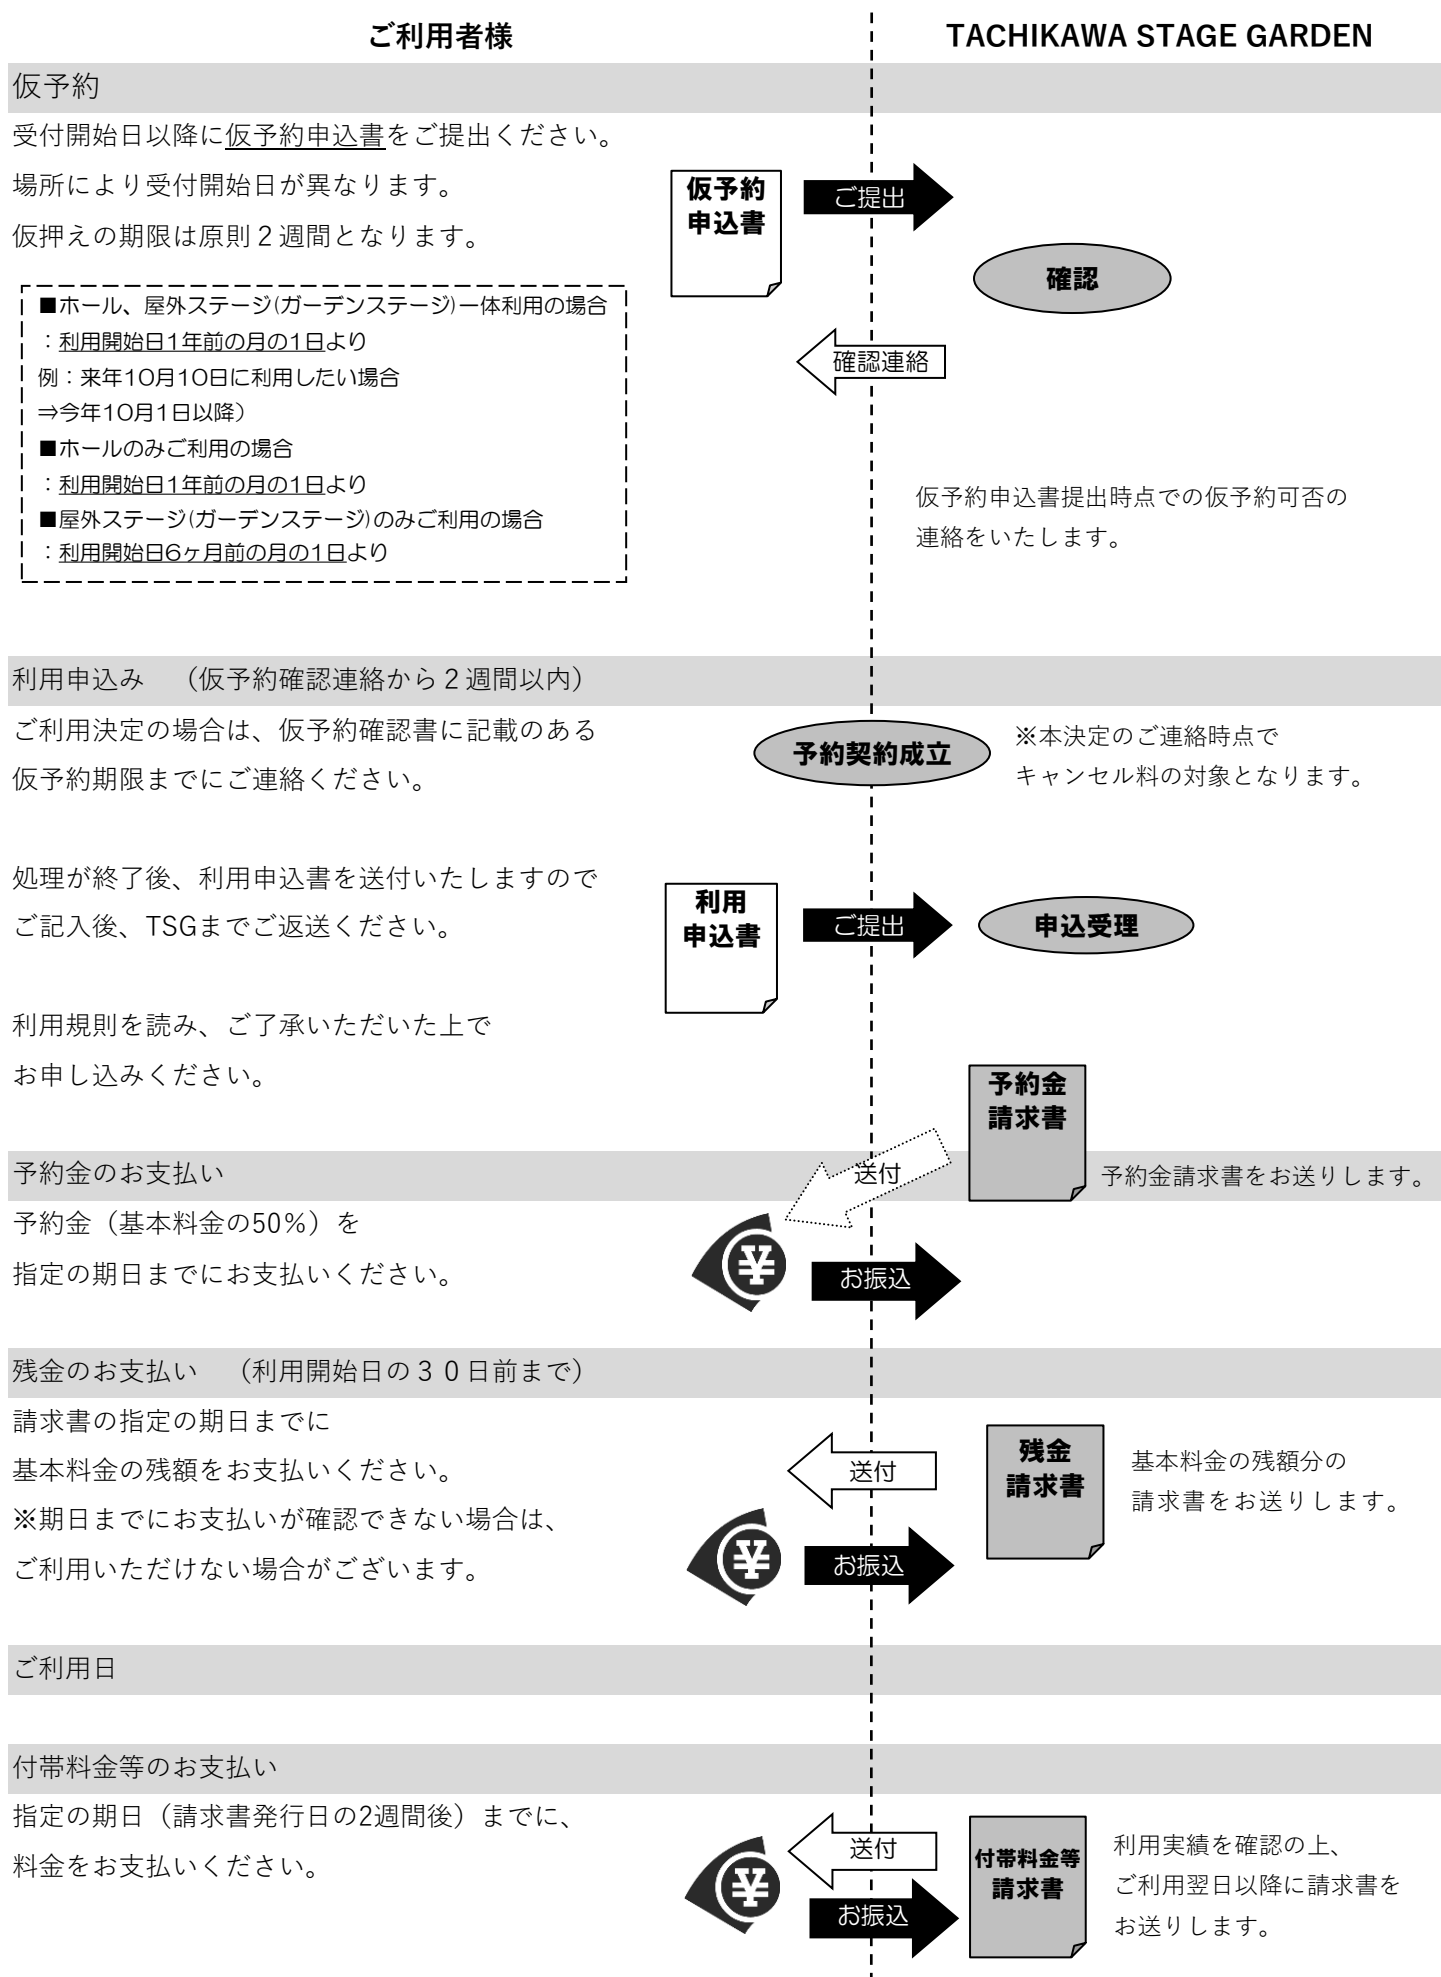 ご利用者様
TACHIKAWA STAGE GARDEN
仮予約
受付開始日以降に仮予約申込書をご提出ください。
場所により受付開始日が異なります。
仮押えの期限は原則２週間となります。
仮予約
申込書
ご提出
確認
確認連絡
■ホール、屋外ステージ(ガーデンステージ)一体利用の場合
：利用開始日1年前の月の1日より
例：来年10月10日に利用したい場合
⇒今年10月1日以降）
■ホールのみご利用の場合
：利用開始日1年前の月の1日より
■屋外ステージ(ガーデンステージ)のみご利用の場合
：利用開始日6ヶ月前の月の1日より
仮予約申込書提出時点での仮予約可否の
連絡をいたします。
利用申込み　（仮予約確認連絡から２週間以内）
ご利用決定の場合は、仮予約確認書に記載のある
仮予約期限までにご連絡ください。
予約契約成立
※本決定のご連絡時点で
キャンセル料の対象となります。
処理が終了後、利用申込書を送付いたしますので
ご記入後、TSGまでご返送ください。
利用
申込書
ご提出
申込受理
利用規則を読み、ご了承いただいた上で
お申し込みください。
予約金
請求書
予約金のお支払い
送付
予約金請求書をお送りします。
予約金（基本料金の50％）を
指定の期日までにお支払いください。
¥
お振込
残金のお支払い　（利用開始日の３０日前まで）
請求書の指定の期日までに
基本料金の残額をお支払いください。
※期日までにお支払いが確認できない場合は、
ご利用いただけない場合がございます。
送付
残金
請求書
基本料金の残額分の
請求書をお送りします。
¥
お振込
ご利用日
付帯料金等のお支払い
指定の期日（請求書発行日の2週間後）までに、
料金をお支払いください。
送付
¥
お振込
付帯料金等
請求書
利用実績を確認の上、
ご利用翌日以降に請求書を
お送りします。